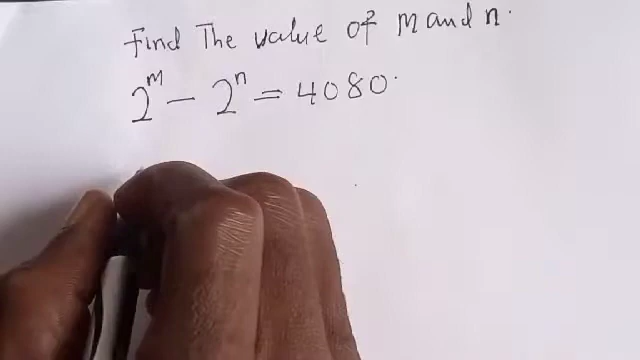 Find The value of m and n.
2^m - 2^n = 4080.